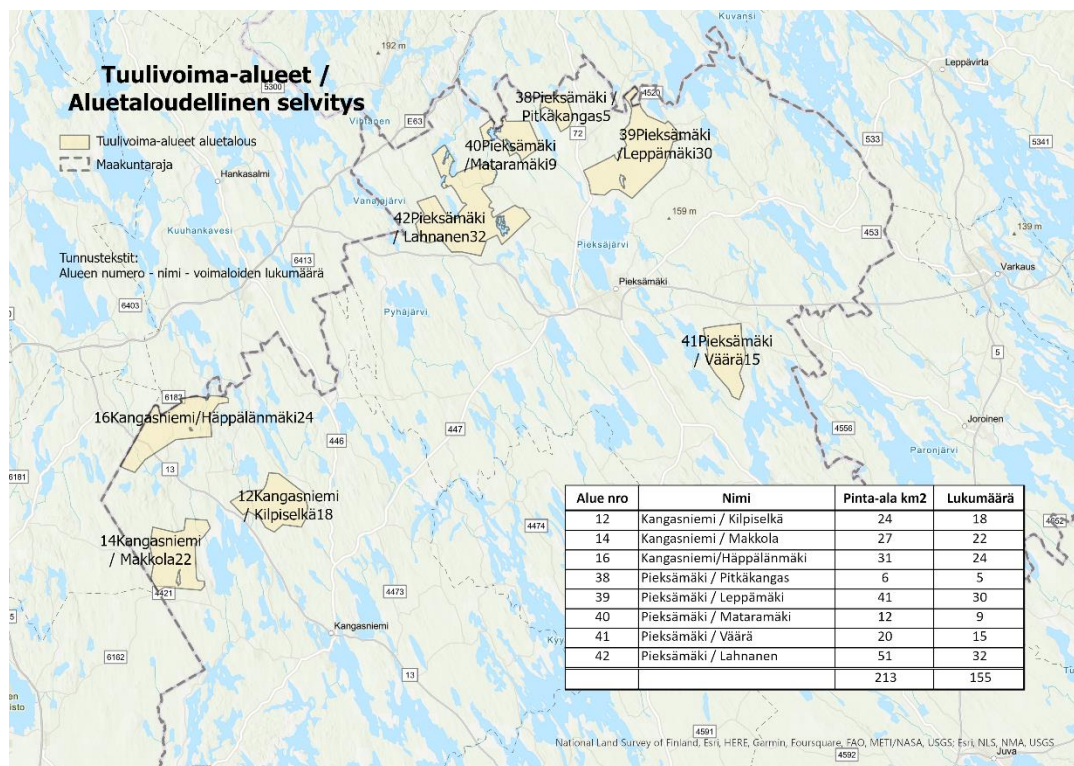 Tuulivoima-alueet /
Aluetaloudellinen selvitys
Tuulivoima-alueet aluetalous
Maakuntaraja
Tunnustekstit:
Alueen numero - nimi - voimaloiden lukumäärä
192 m
5300
Kuvansi
Leppävirta
Vihtanen
E63
38Pieksämäki /
Pitkäkangas5
4520
72
39Pieksämäki
/Leppämäki30
533
5341
40Pieksämäki
/Mataramäki9
Hankasalmi
Vanajajärvi
42Pieksämäki
/ Lahnanen32
159 m
Kuuhankavesi
Pieksäjärvi
453
139 m
6413
Varkaus
Pieksämäki
6403
Pyhäjärvi
41Pieksämäki
/ Väärä15
5
6183
16Kangasniemi/Häppälänmäki24
446
447
4556
Joroinen
Paronjärvi
6181
13
12Kangasniemi
/ Kilpiselkä18
4474
14Kangasniemi
/ Makkola22
4421
4473
Kangasniemi
6162
13
Kyy
4652
Alue nro Nimi Pinta-ala km2 Lukumäärä
12 Kangasniemi / Kilpiselkä 24 18
14 Kangasniemi / Makkola 27 22
16 Kangasniemi/Häppälänmäki 31 24
38 Pieksämäki / Pitkäkangas 6 5
39 Pieksämäki / Leppämäki 41 30
40 Pieksämäki / Mataramäki 12 9
41 Pieksämäki / Väärä 20 15
42 Pieksämäki / Lahnanen 51 32
213 155
4591
National Land Survey of Finland, Esri, HERE, Garmin, Foursquare, FAO, METI/NASA, USGS; Esri, NLS, NMA, USGS
4592
Juva